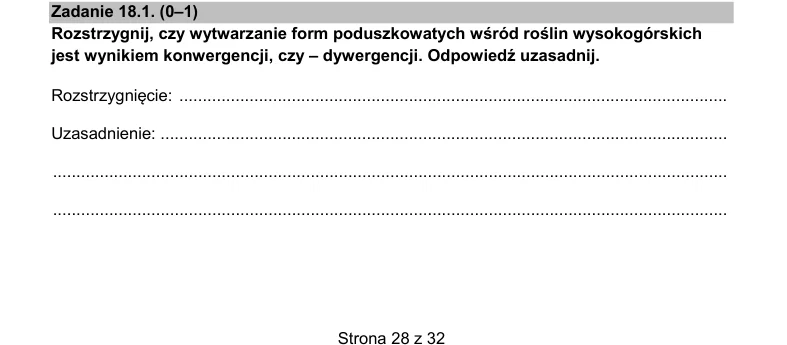 Zadanie 18.1. (0–1)
Rozstrzygnij, czy wytwarzanie form poduszkowatych wśród roślin wysokogórskich
jest wynikiem konwergencji, czy – dywergencji. Odpowiedź uzasadnij.
Rozstrzygnięcie: ........................................................................................................................
Uzasadnienie: ............................................................................................................................
....................................................................................................................................................
....................................................................................................................................................
Strona 28 z 32